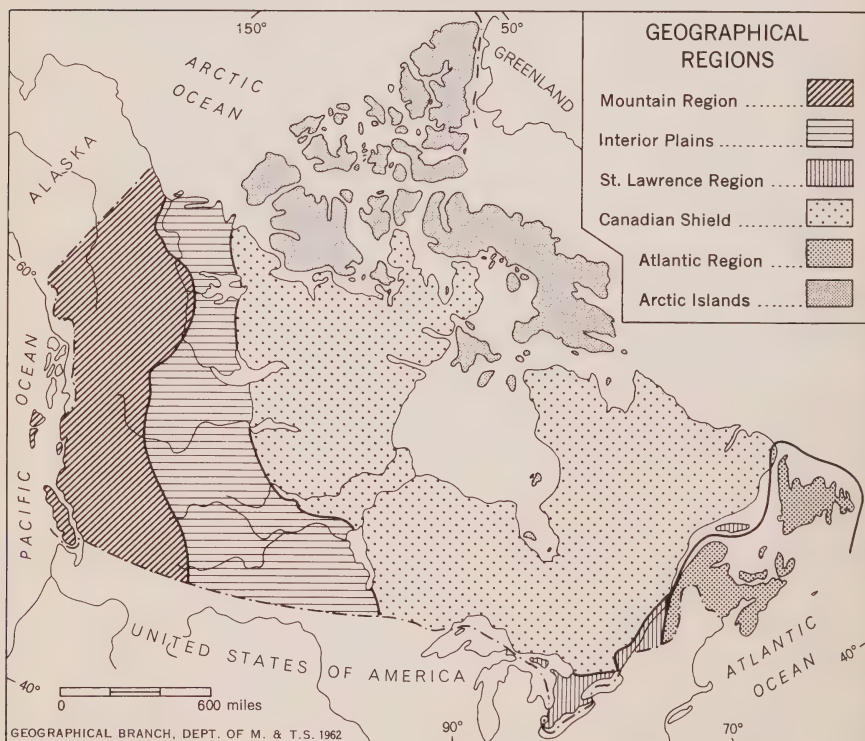 150°
50°
GEOGRAPHICAL
REGIONS
Mountain Region
Interior Plains
St. Lawrence Region
Canadian Shield
Atlantic Region
Arctic Islands
ARCTIC
OCEAN
GREENLAND
ALASKA
60°
PACIFIC OCEAN
UNITED STATES OF AMERICA
ATLANTIC
OCEAN
40°
40°
0 600 miles
90°
70°
GEOGRAPHICAL BRANCH, DEPT. OF M. & T.S. 1962